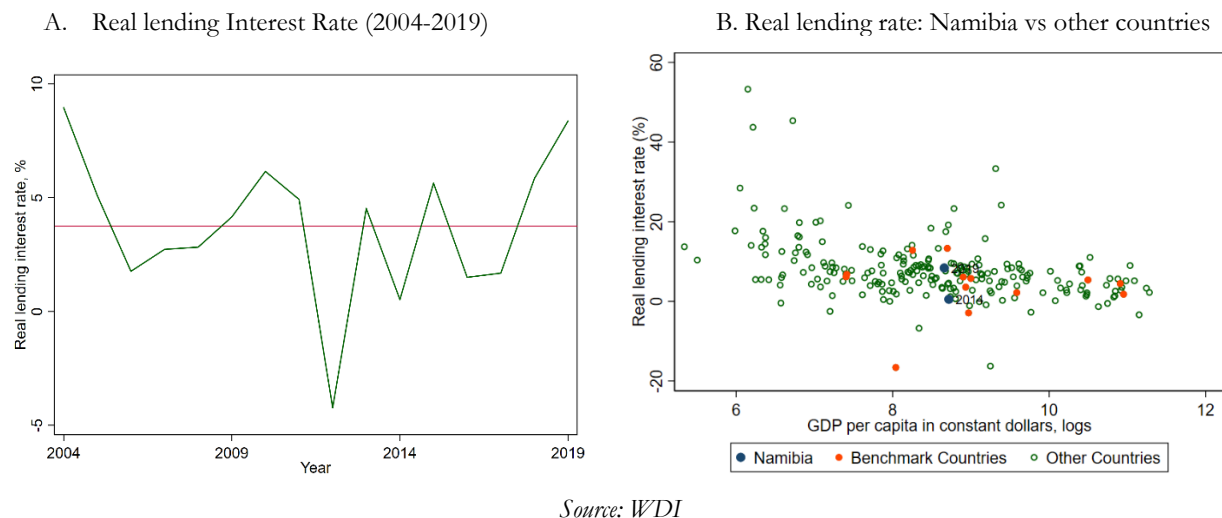 A. Real lending Interest Rate (2004-2019)
Real lending interest rate, %
10
5
0
-5
2004
2009
2014
2019
Year
B. Real lending rate: Namibia vs other countries
Real lending interest rate (%)
60
40
20
0
-20
2014
6
8
10
12
GDP per capita in constant dollars, logs
Namibia
Benchmark Countries
Other Countries
Source: WDI